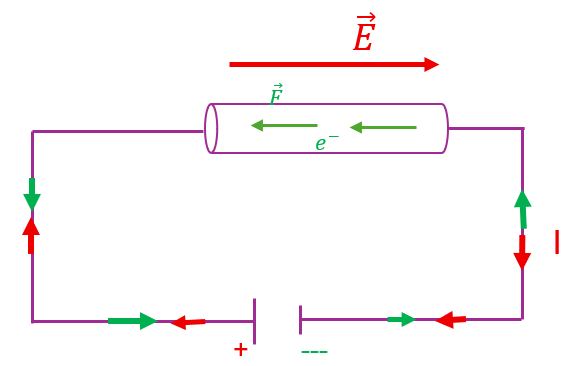 E⃗
F⃗
e⁻
I
+
---